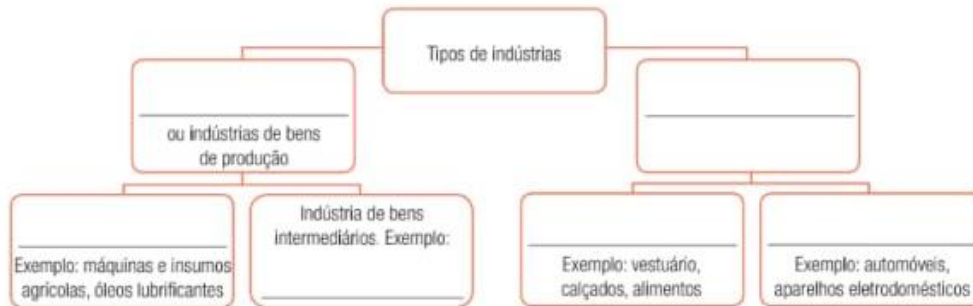 Tipos de indústrias
ou indústrias de bens
de produção
Exemplo: máquinas e insumos
agrícolas, óleos lubrificantes
Indústria de bens
intermediários. Exemplo:
Exemplo: vestuário,
calçados, alimentos
Exemplo: automóveis,
aparelhos eletrodomésticos